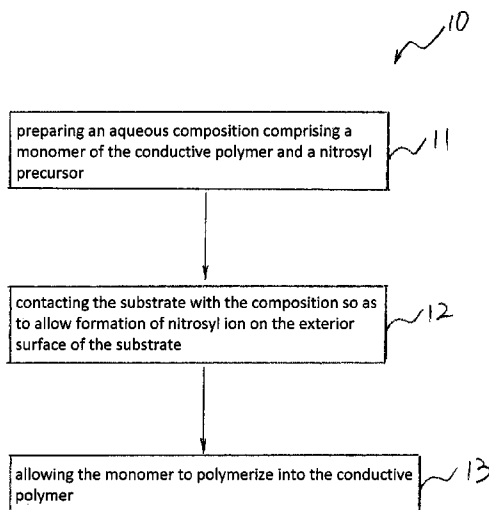 10
preparing an aqueous composition comprising a
monomer of the conductive polymer and a nitrosyl
precursor
11
contacting the substrate with the composition so as
to allow formation of nitrosyl ion on the exterior
surface of the substrate
12
allowing the monomer to polymerize into the conductive
polymer
13